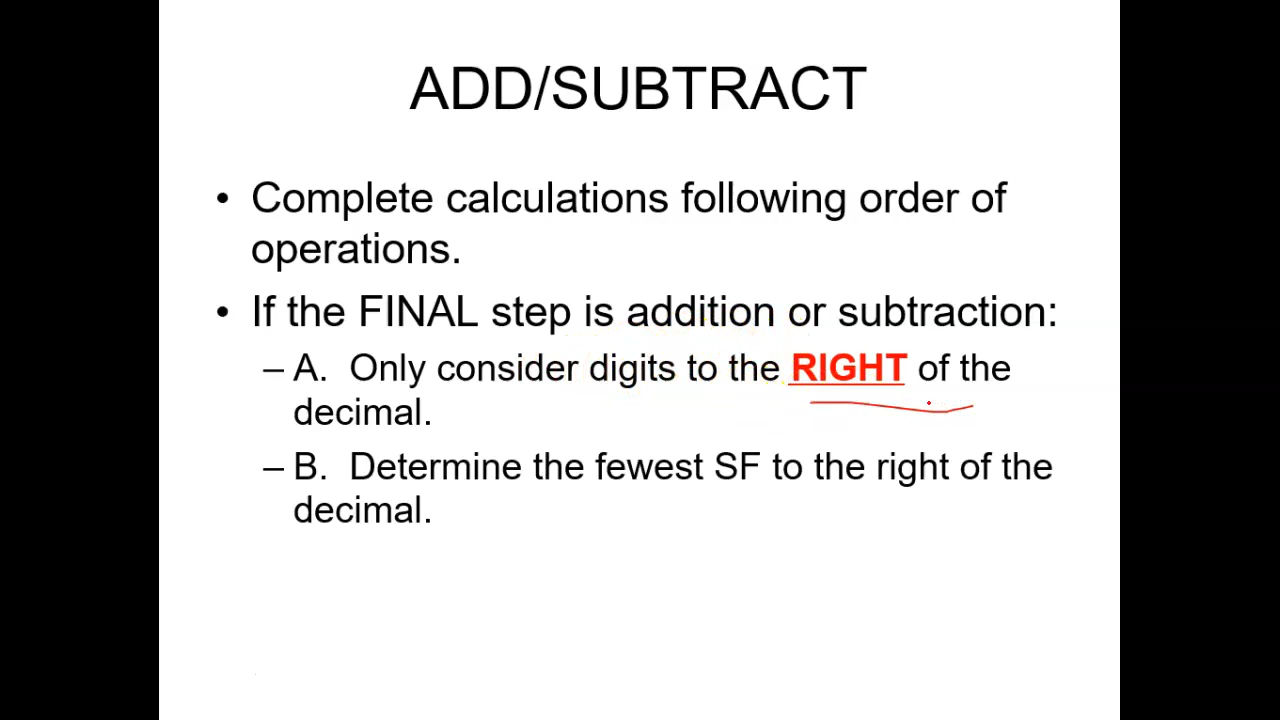 ADD/SUBTRACT
• Complete calculations following order of
operations.
• If the FINAL step is addition or subtraction:
– A. Only consider digits to the RIGHT of the
decimal.
– B. Determine the fewest SF to the right of the
decimal.